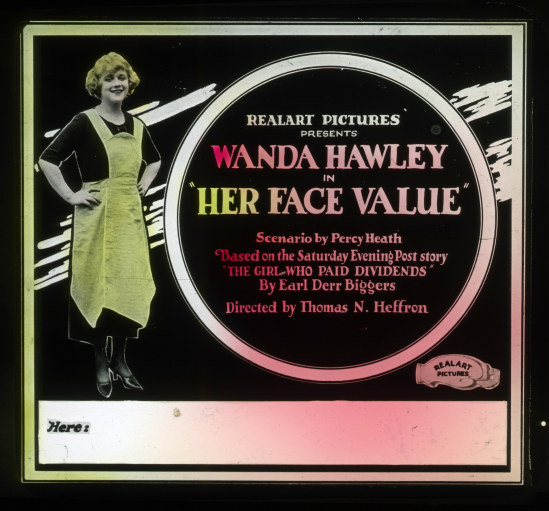 REALART PICTURES
PRESENTS
WANDA HAWLEY
IN
"HER FACE VALUE"
Scenario by Percy Heath
Based on the Saturday Evening Post story
"THE GIRL WHO PAID DIVIDENDS"
By Earl Derr Biggers
Directed by Thomas N. Heffron
REALART
PICTURES
Here: